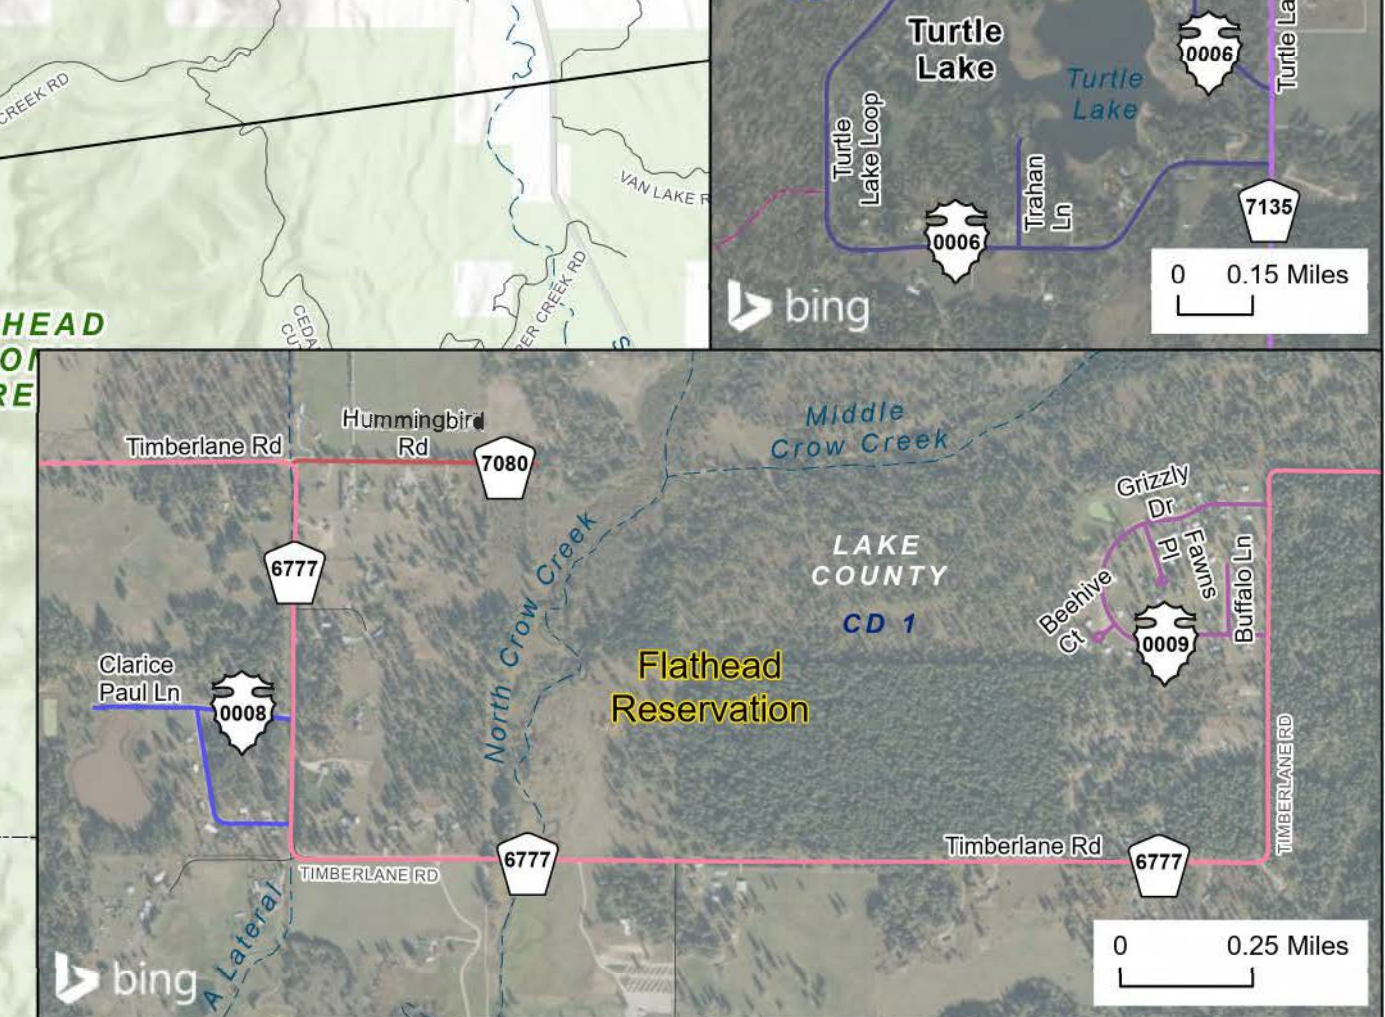 CREEK RD
VAN LAKE R
PER CREEK RD
CEDA
CU
HEAD
RE
Turtle
Lake
Turtle
Lake
0006
Turtle La
Turtle
Lake Loop
Trahan
Ln
0006
7135
0 0.15 Miles
bing
Timberlane Rd
Hummingbird
Rd
7080
Middle
Crow Creek
6777
North Crow Creek
LAKE
COUNTY
CD 1
Flathead
Reservation
Grizzly
Dr
Fawns
Pl
Buffalo Ln
Beehive
Ct
0009
Clarice
Paul Ln
0008
TIMBERLANE RD
6777
Timberlane Rd
6777
TIMBERLANE RD
A Lateral
0 0.25 Miles
bing